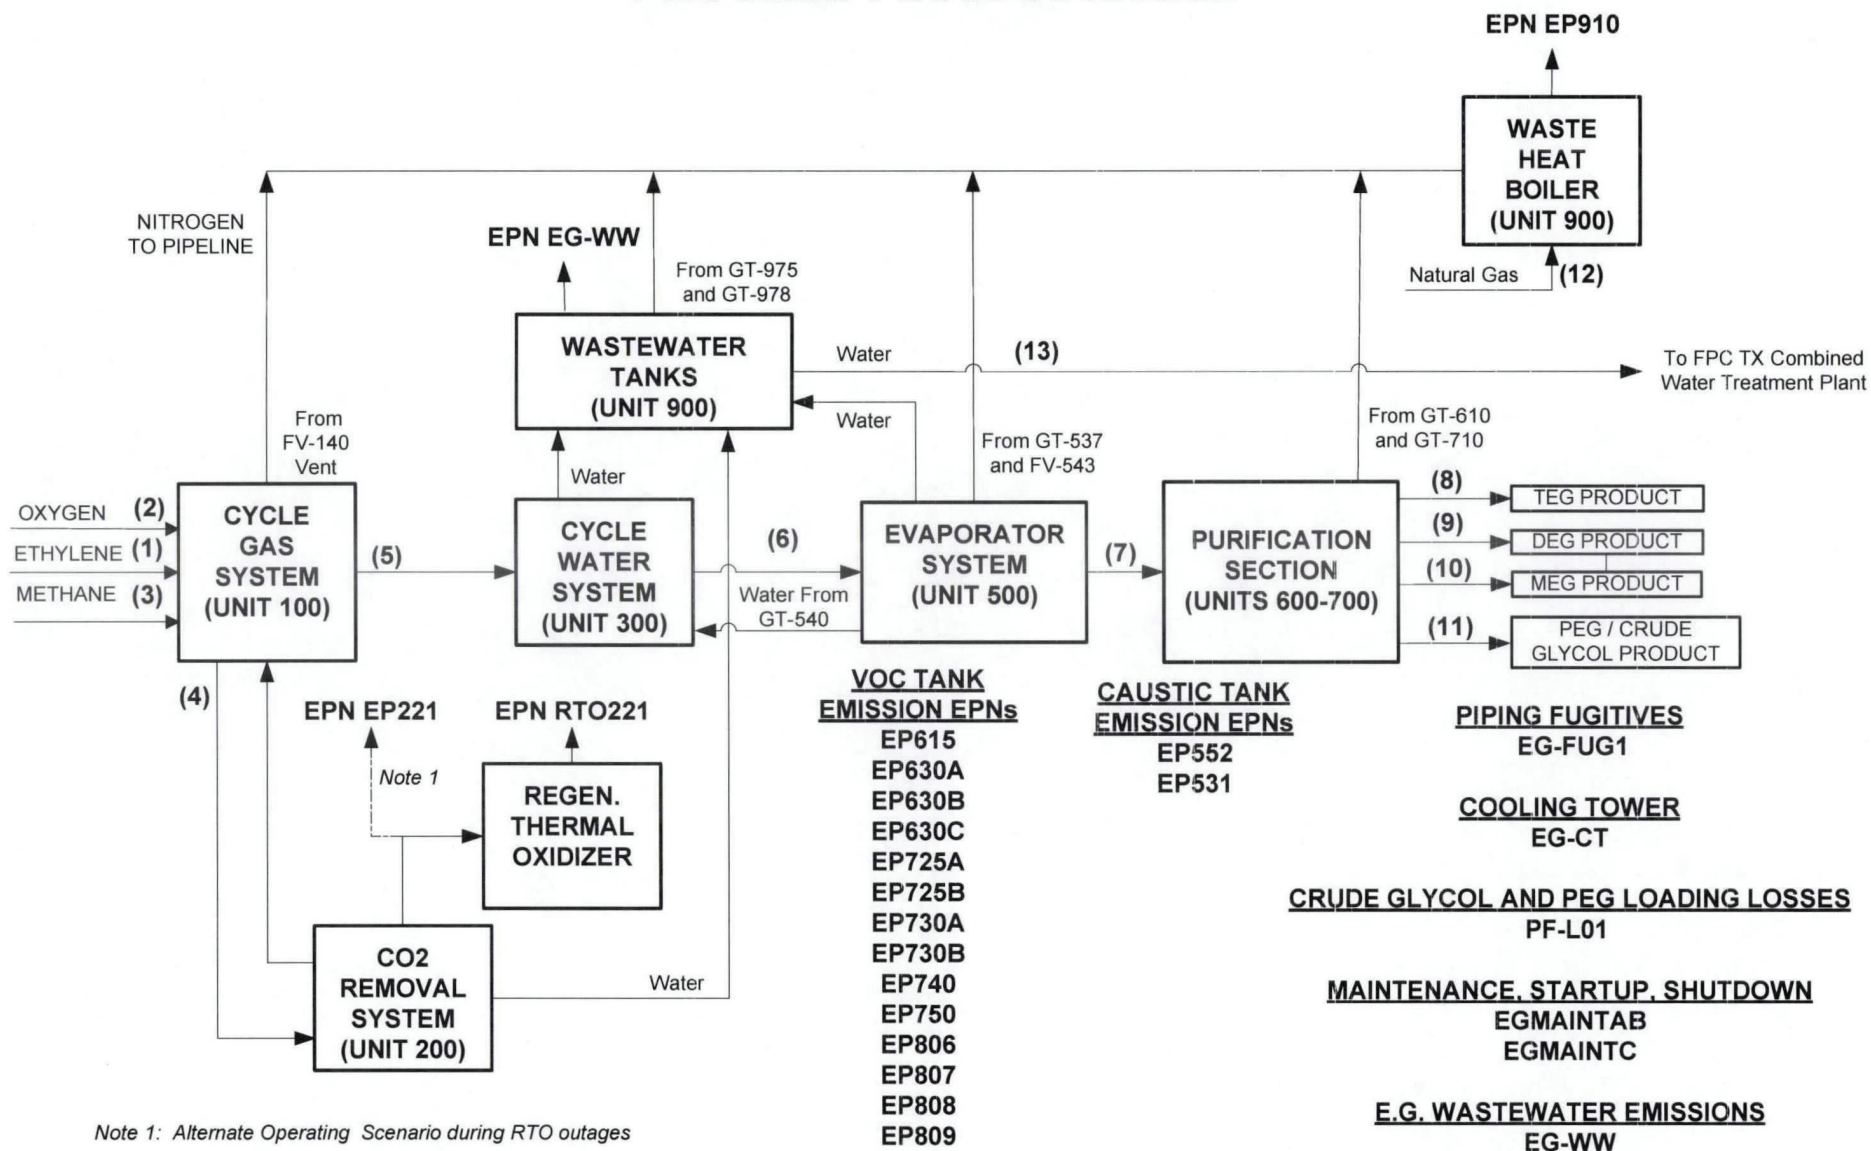 EPN EP910
WASTE
HEAT
BOILER
(UNIT 900)
Natural Gas
(12)
NITROGEN
TO PIPELINE
EPN EG-WW
From GT-975
and GT-978
WASTEWATER
TANKS
(UNIT 900)
Water
(13)
To FPC TX Combined
Water Treatment Plant
Water
From
FV-140
Vent
Water
From GT-537
and FV-543
From GT-610
and GT-710
OXYGEN (2)
ETHYLENE (1)
METHANE (3)
CYCLE
GAS
SYSTEM
(UNIT 100)
(5)
CYCLE
WATER
SYSTEM
(UNIT 300)
(6)
Water From
GT-540
EVAPORATOR
SYSTEM
(UNIT 500)
(7)
PURIFICATION
SECTION
(UNITS 600-700)
(8)
TEG PRODUCT
(9)
DEG PRODUCT
(10)
MEG PRODUCT
(11)
PEG / CRUDE
GLYCOL PRODUCT
(4)
EPN EP221
EPN RTO221
Note 1
REGEN.
THERMAL
OXIDIZER
CO2
REMOVAL
SYSTEM
(UNIT 200)
Water
VOC TANK
EMISSION EPNs
EP615
EP630A
EP630B
EP630C
EP725A
EP725B
EP730A
EP730B
EP740
EP750
EP806
EP807
EP808
EP809
CAUSTIC TANK
EMISSION EPNs
EP552
EP531
PIPING FUGITIVES
EG-FUG1
COOLING TOWER
EG-CT
CRUDE GLYCOL AND PEG LOADING LOSSES
PF-L01
MAINTENANCE, STARTUP, SHUTDOWN
EGMAINTAB
EGMAINTC
E.G. WASTEWATER EMISSIONS
EG-WW
Note 1: Alternate Operating Scenario during RTO outages